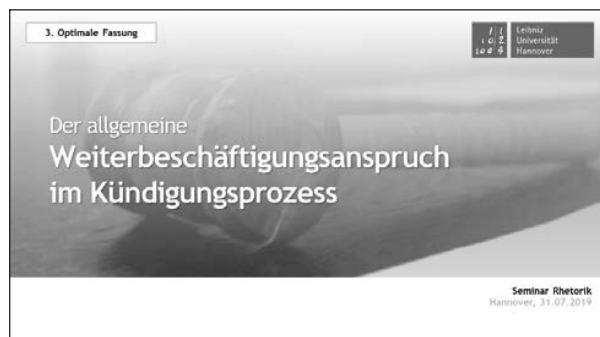 3. Optimale Fassung
Leibniz
Universität
Hannover
Der allgemeine
Weiterbeschäftigungsanspruch
im Kündigungsprozess
Seminar Rhetorik
Hannover, 31.07.2019